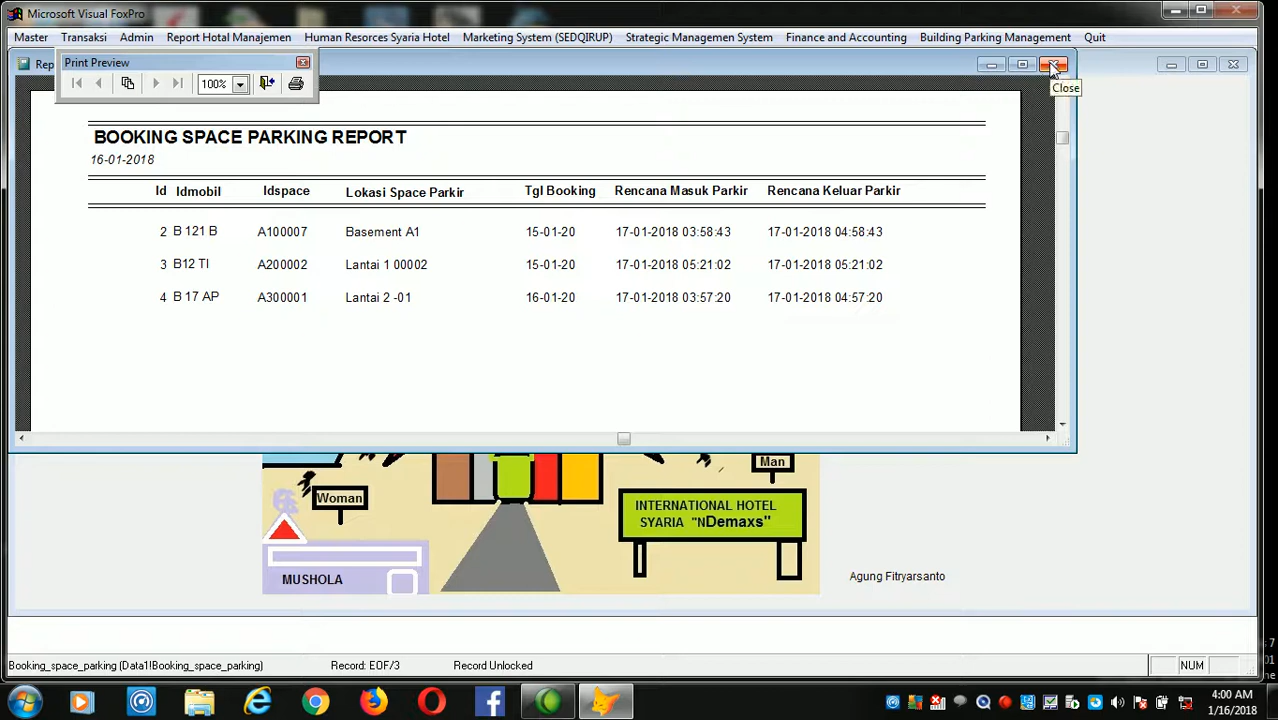 Microsoft Visual FoxPro
Master Transaksi Admin Report Hotal Manajemen Human Resorces Syaria Hotel Marketing System (SEDQIRUP) Strategic Managemen System Finance and Accounting Building Parking Management Quit
Rep
Print Preview
100%
Close
BOOKING SPACE PARKING REPORT
16-01-2018
Id Idmobil Idspace Lokasi Space Parkir Tgl Booking Rencana Masuk Parkir Rencana Keluar Parkir
2 B 121 B A100007 Basement A1 15-01-20 17-01-2018 03:58:43 17-01-2018 04:58:43
3 B12 TI A200002 Lantai 1 00002 15-01-20 17-01-2018 05:21:02 17-01-2018 05:21:02
4 B 17 AP A300001 Lantai 2 -01 16-01-20 17-01-2018 03:57:20 17-01-2018 04:57:20
Man
Woman
INTERNATIONAL HOTEL
SYARIA "NDemaxs"
MUSHOLA
Agung Fitryarsanto
Booking_space_parking (Data1!Booking_space_parking) Record: EOF/3 Record Unlocked NUM
4:00 AM
1/16/2018